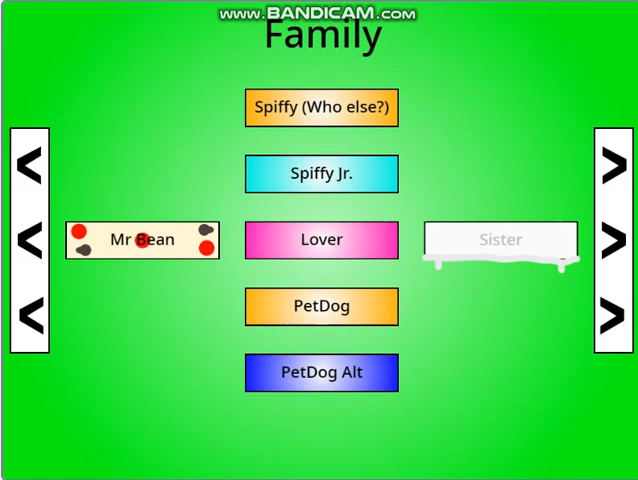 www.BANDICAM.com
Family
Spiffy (Who else?)
Spiffy Jr.
Mr Bean
Lover
Sister
PetDog
PetDog Alt
<
<
<
>
>
>